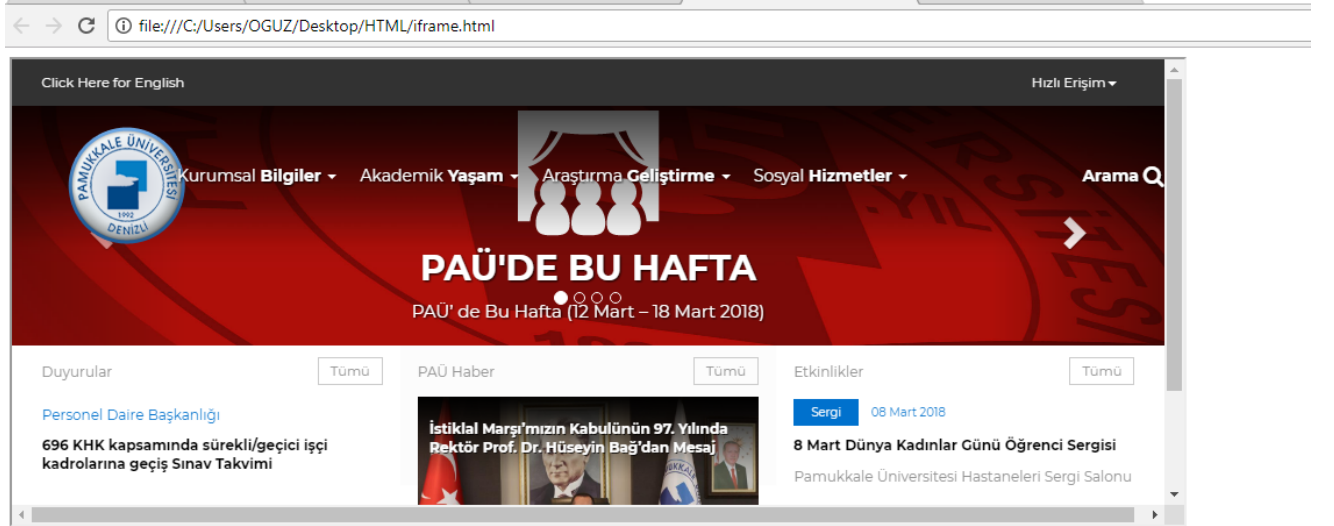 file:///C:/Users/OGUZ/Desktop/HTML/iframe.html
Click Here for English
Hızlı Erişim
PAMUKKALE ÜNİVERSİTESİ
1992
DENİZLİ
Kurumsal Bilgiler
Akademik Yaşam
Araştırma Geliştirme
Sosyal Hizmetler
Arama
PAÜ'DE BU HAFTA
PAÜ' de Bu Hafta (12 Mart – 18 Mart 2018)
Duyurular
Tümü
Personel Daire Başkanlığı
696 KHK kapsamında sürekli/geçici işçi
kadrolarına geçiş Sınav Takvimi
PAÜ Haber
Tümü
İstiklal Marşı’mızın Kabulünün 97. Yılında
Rektör Prof. Dr. Hüseyin Bağ’dan Mesaj
Etkinlikler
Tümü
Sergi
08 Mart 2018
8 Mart Dünya Kadınlar Günü Öğrenci Sergisi
Pamukkale Üniversitesi Hastaneleri Sergi Salonu